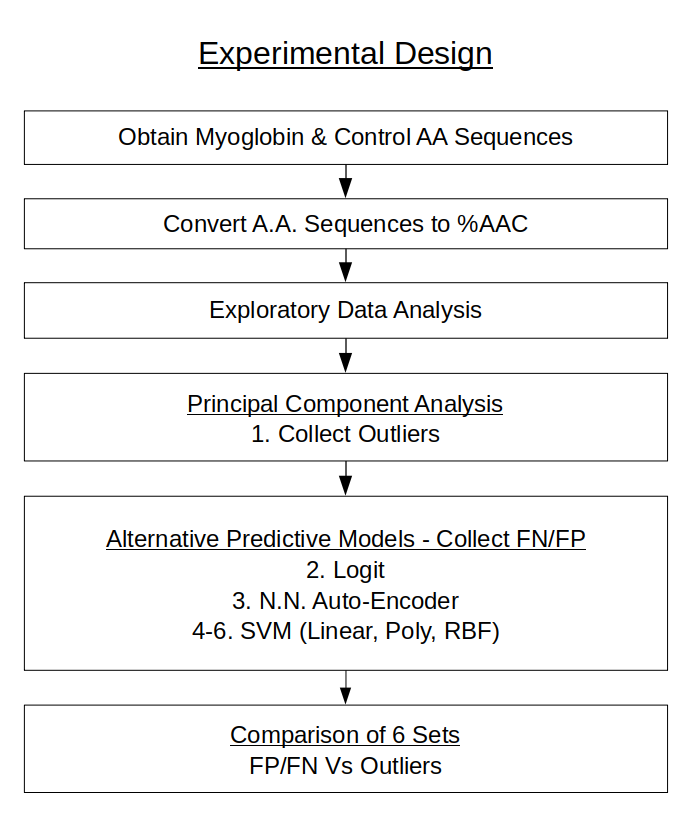 Experimental Design
Obtain Myoglobin & Control AA Sequences
Convert A.A. Sequences to %AAC
Exploratory Data Analysis
Principal Component Analysis
1. Collect Outliers
Alternative Predictive Models - Collect FN/FP
2. Logit
3. N.N. Auto-Encoder
4-6. SVM (Linear, Poly, RBF)
Comparison of 6 Sets
FP/FN Vs Outliers